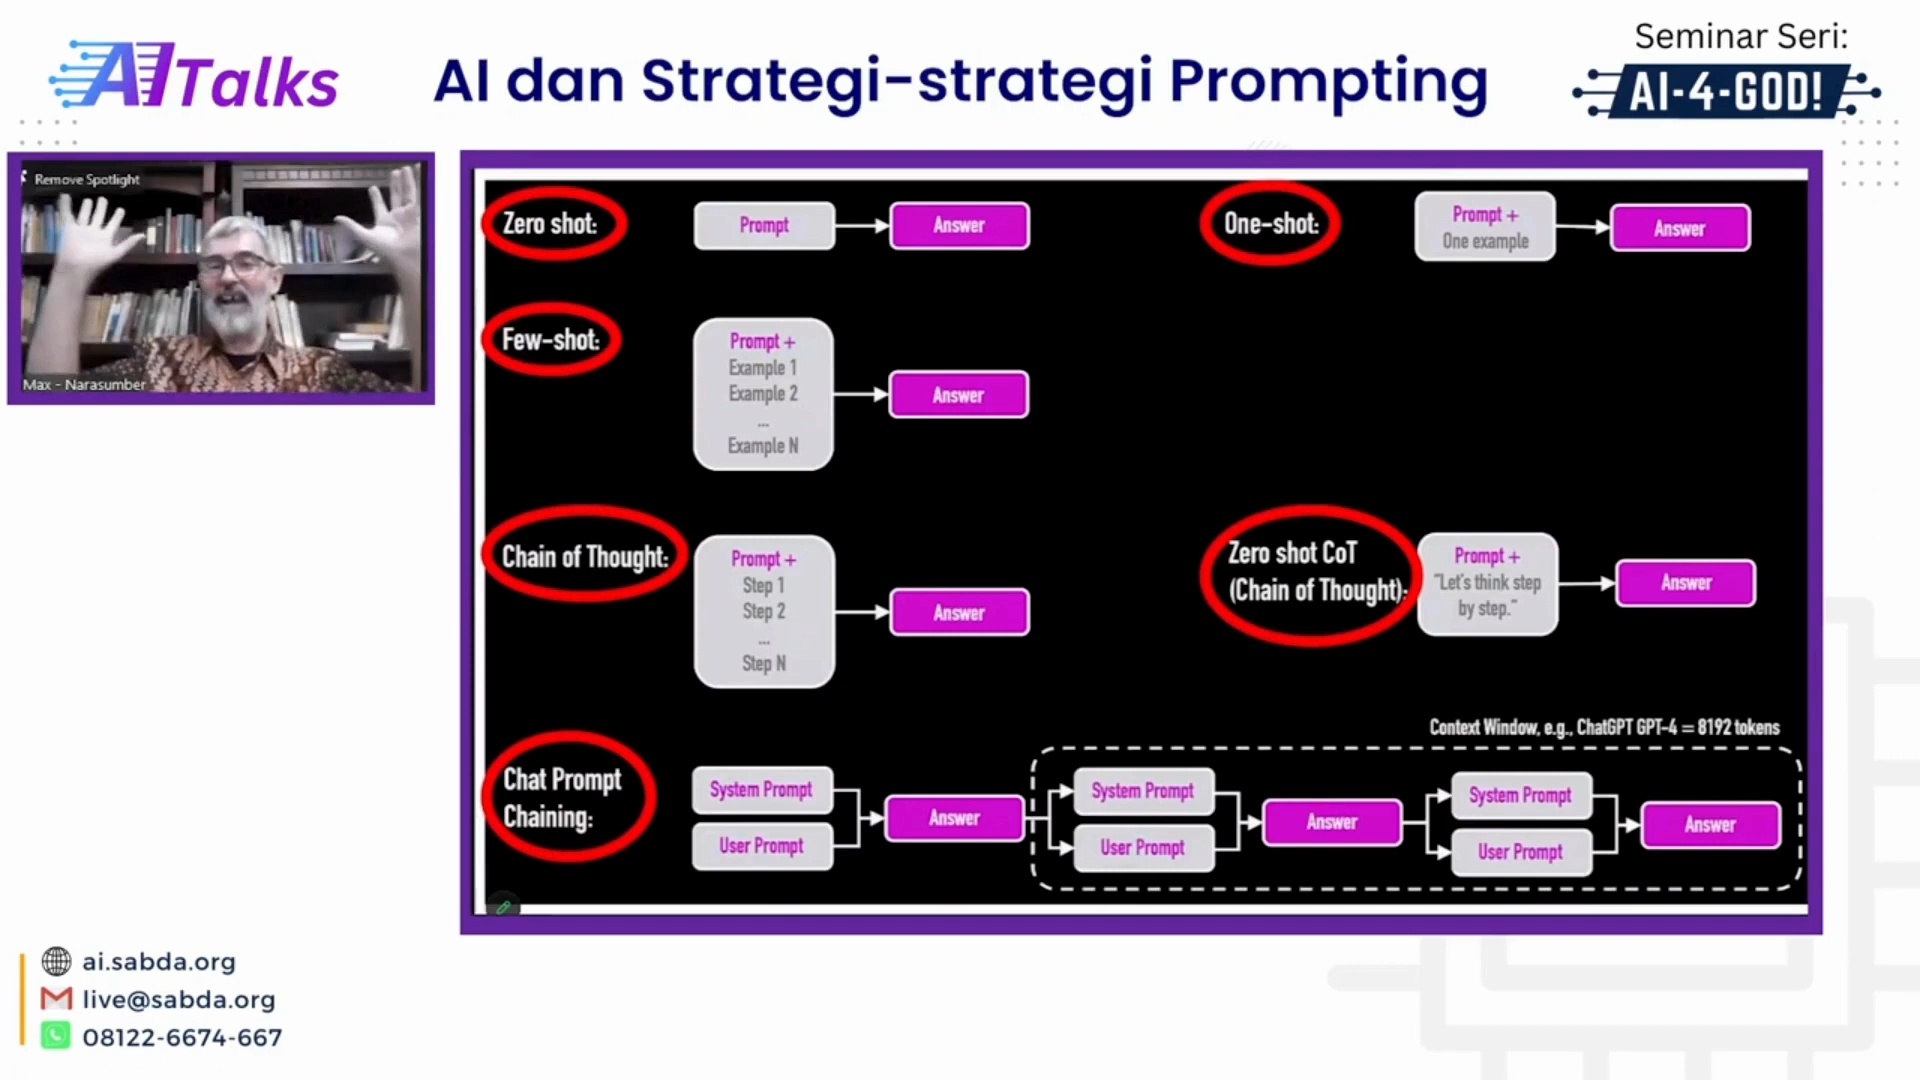 AI Talks
AI dan Strategi-strategi Prompting
Seminar Seri:
AI-4-GOD!
Remove Spotlight
Max - Narasumber
Zero shot:
Prompt
Answer
One-shot:
Prompt +
One example
Answer
Few-shot:
Prompt +
Example 1
Example 2
...
Example N
Answer
Chain of Thought:
Prompt +
Step 1
Step 2
...
Step N
Answer
Zero shot CoT
(Chain of Thought):
Prompt +
"Let's think step
by step."
Answer
Context Window, e.g., ChatGPT GPT-4 = 8192 tokens
Chat Prompt
Chaining:
System Prompt
User Prompt
Answer
System Prompt
User Prompt
Answer
System Prompt
User Prompt
Answer
ai.sabda.org
live@sabda.org
08122-6674-667